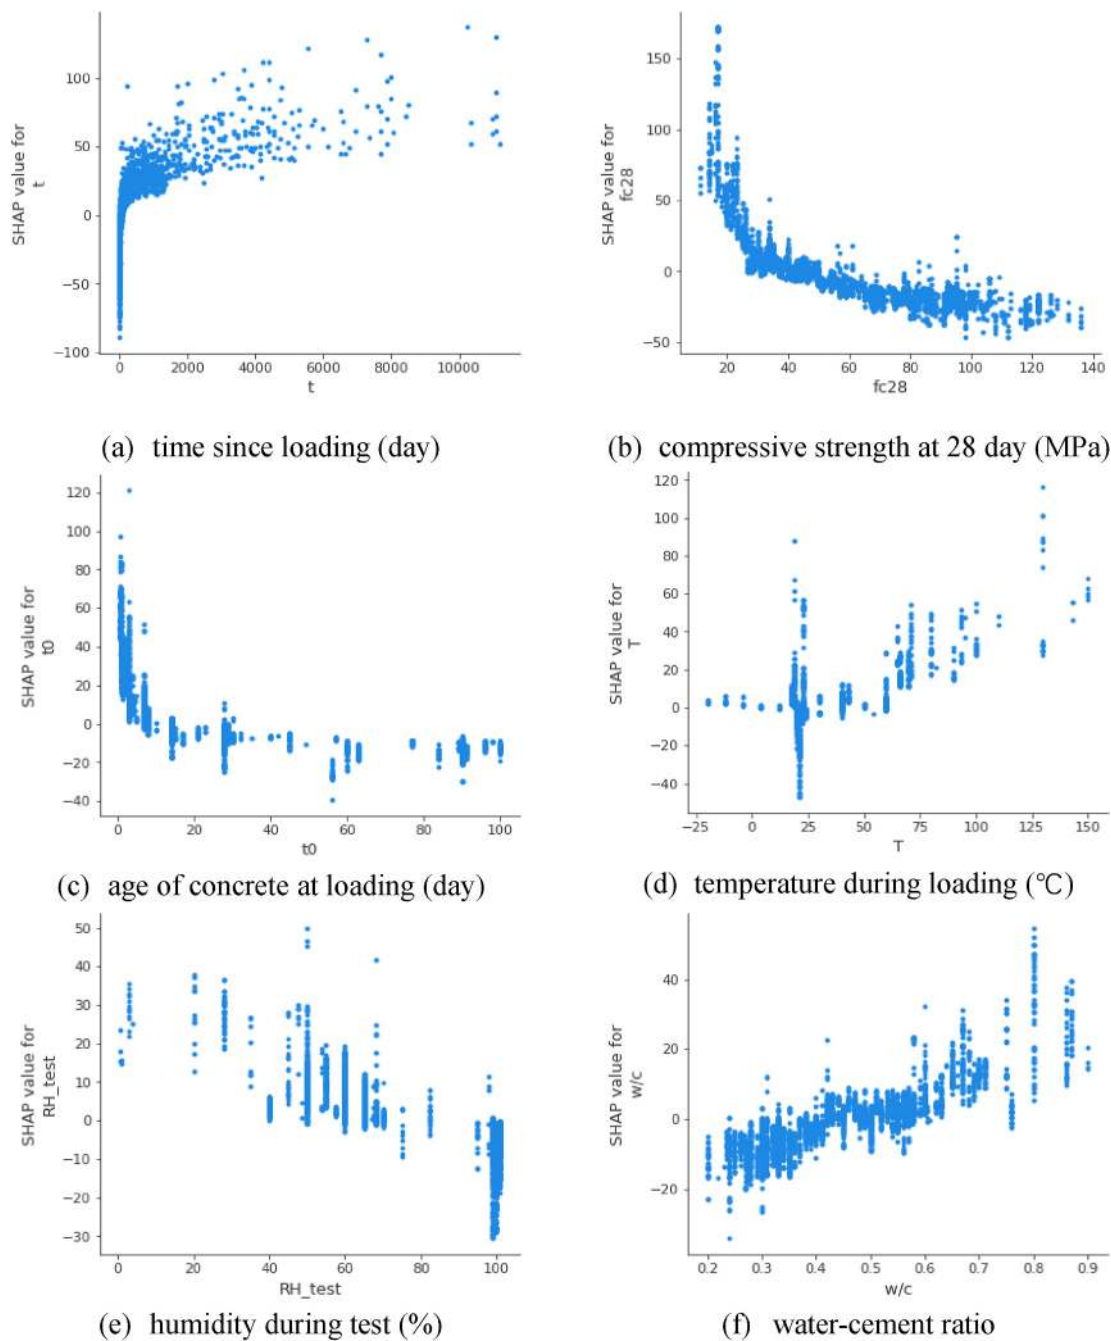 100
50
0
−50
−100
SHAP value for
t
0 2000 4000 6000 8000 10000
t
150
100
50
0
−50
SHAP value for
fc28
20 40 60 80 100 120 140
fc28
(a) time since loading (day)
(b) compressive strength at 28 day (MPa)
120
100
80
60
40
20
0
−20
−40
SHAP value for
t0
0 20 40 60 80 100
t0
120
100
80
60
40
20
0
−20
−40
SHAP value for
T
−25 0 25 50 75 100 125 150
T
(c) age of concrete at loading (day)
(d) temperature during loading (℃)
50
40
30
20
10
0
−10
−20
−30
SHAP value for
RH_test
0 20 40 60 80 100
RH_test
40
20
0
−20
SHAP value for
w/c
0.2 0.3 0.4 0.5 0.6 0.7 0.8 0.9
w/c
(e) humidity during test (%)
(f) water-cement ratio